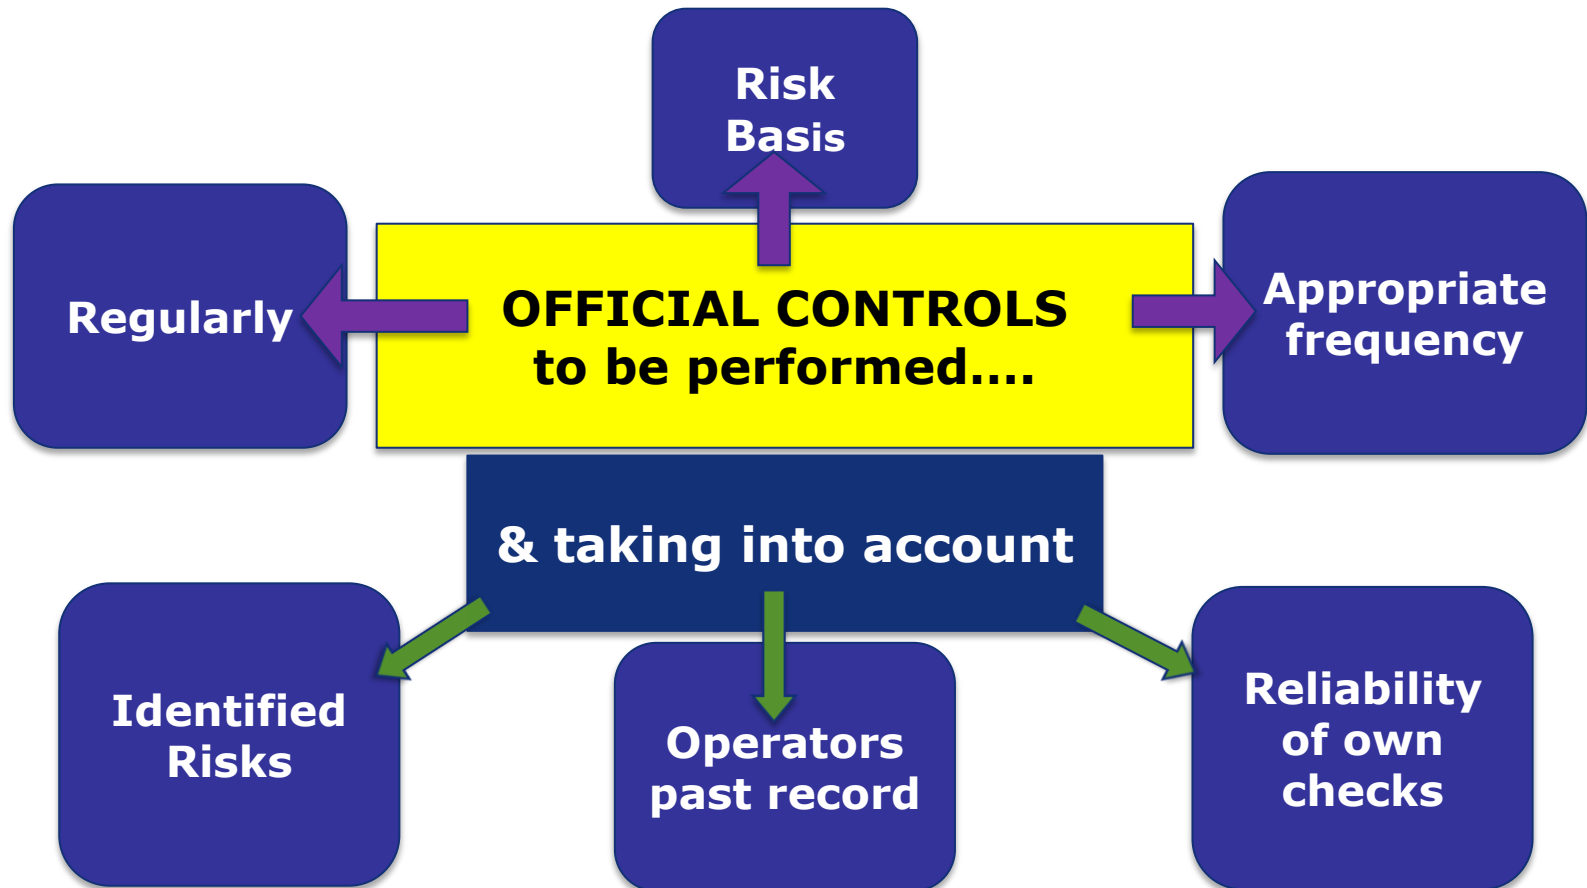 Risk
Basis
Regularly
OFFICIAL CONTROLS
to be performed....
Appropriate
frequency
& taking into account
Identified
Risks
Operators
past record
Reliability
of own
checks